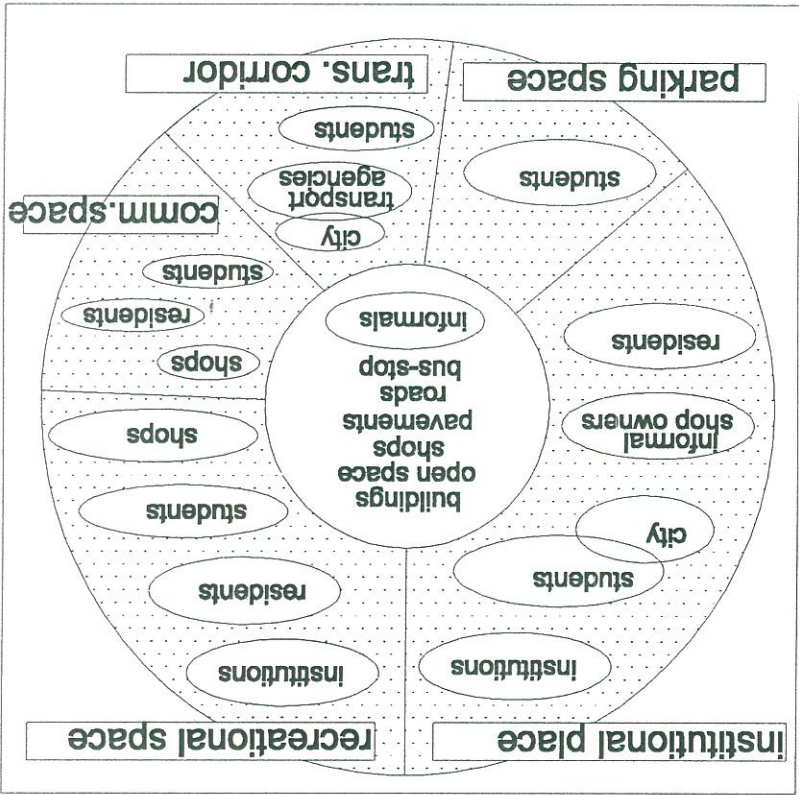 institutional place
institutions
students
city
informal
shop owners
residents
recreational space
institutions
residents
students
shops
buildings
open space
shops
pavements
roads
bus-stop
informals
shops
residents
students
comm.space
city
transport
agencies
students
trans. corridor
students
parking space